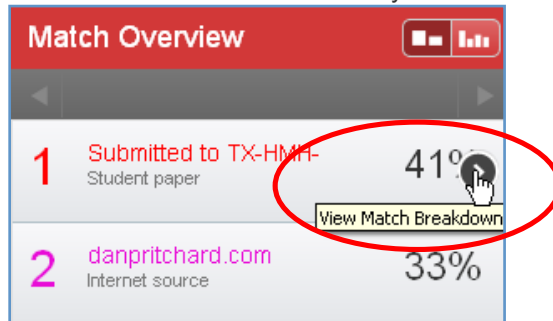 Match Overview
1 Submitted to TX-HMH- 41%
Student paper
View Match Breakdown
2 danpritchard.com 33%
Internet source